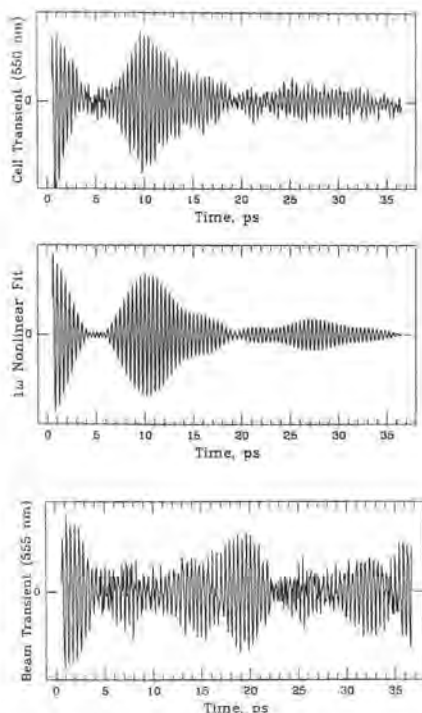 Cell Transient (550 nm)
0
0 5 10 15 20 25 30 35
Time, ps
1ω Nonlinear Fit
0
0 5 10 15 20 25 30 35
Time, ps
Beam Transient (555 nm)
0
0 5 10 15 20 25 30 35
Time, ps